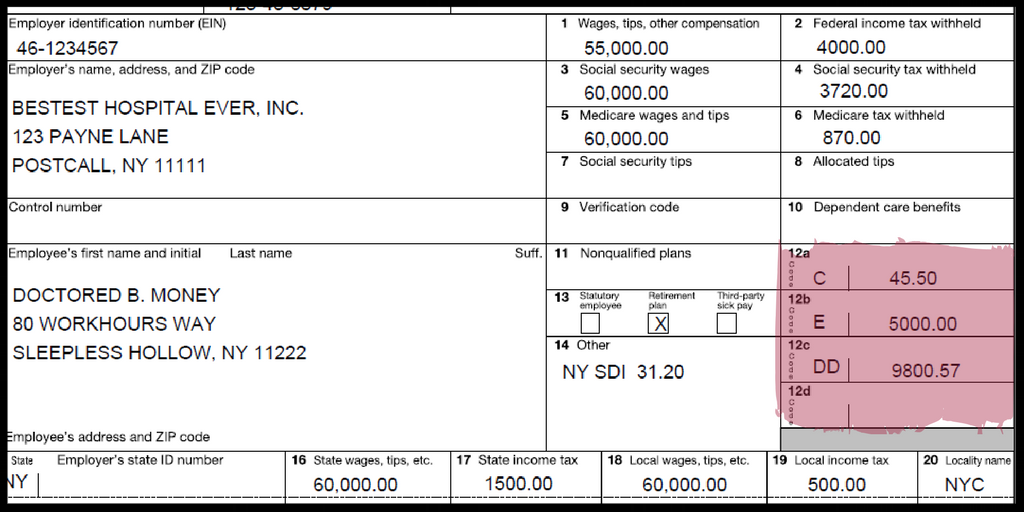 Employer identification number (EIN)
46-1234567
1 Wages, tips, other compensation
55,000.00
2 Federal income tax withheld
4000.00
Employer's name, address, and ZIP code
BESTEST HOSPITAL EVER, INC.
123 PAYNE LANE
POSTCALL, NY 11111
3 Social security wages
60,000.00
4 Social security tax withheld
3720.00
5 Medicare wages and tips
60,000.00
6 Medicare tax withheld
870.00
7 Social security tips
8 Allocated tips
Control number
9 Verification code
10 Dependent care benefits
Employee's first name and initial Last name Suff.
DOCTORED B. MONEY
80 WORKHOURS WAY
SLEEPLESS HOLLOW, NY 11222
Employee's address and ZIP code
11 Nonqualified plans
12a
Code
C 45.50
13 Statutory employee Retirement plan Third-party sick pay
X
12b
Code
E 5000.00
14 Other
NY SDI 31.20
12c
Code
DD 9800.57
12d
Code
State Employer's state ID number
NY
16 State wages, tips, etc.
60,000.00
17 State income tax
1500.00
18 Local wages, tips, etc.
60,000.00
19 Local income tax
500.00
20 Locality name
NYC